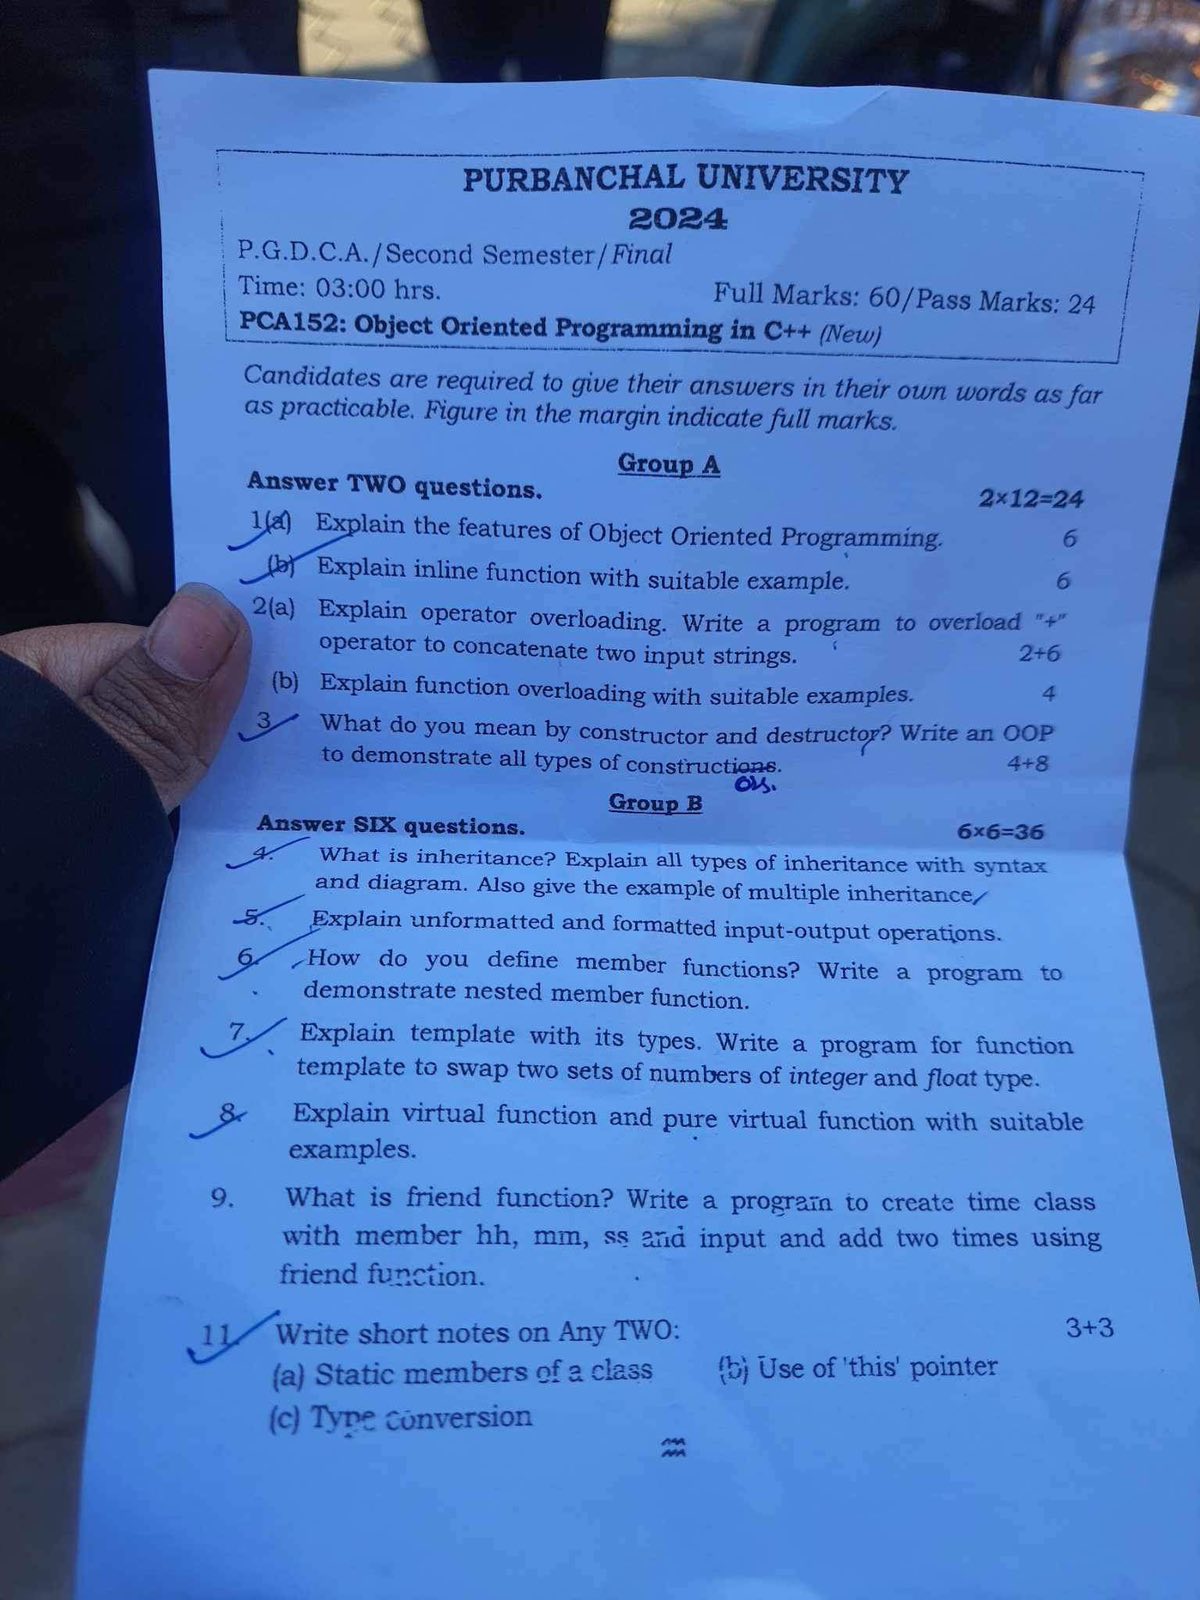 PURBANCHAL UNIVERSITY
2024
P.G.D.C.A./Second Semester/Final
Time: 03:00 hrs. Full Marks: 60/Pass Marks: 24
PCA152: Object Oriented Programming in C++ (New)
Candidates are required to give their answers in their own words as far
as practicable. Figure in the margin indicate full marks.
Group A
Answer TWO questions. 2×12=24
1(a) Explain the features of Object Oriented Programming. 6
(b) Explain inline function with suitable example. 6
2(a) Explain operator overloading. Write a program to overload "+"
operator to concatenate two input strings. 2+6
(b) Explain function overloading with suitable examples. 4
3 What do you mean by constructor and destructor? Write an OOP
to demonstrate all types of constructions. 4+8
ors.
Group B
Answer SIX questions. 6×6=36
4. What is inheritance? Explain all types of inheritance with syntax
and diagram. Also give the example of multiple inheritance
5. Explain unformatted and formatted input-output operations.
6. How do you define member functions? Write a program to
demonstrate nested member function.
7. Explain template with its types. Write a program for function
template to swap two sets of numbers of integer and float type.
8. Explain virtual function and pure virtual function with suitable
examples.
9. What is friend function? Write a program to create time class
with member hh, mm, ss and input and add two times using
friend function.
11. Write short notes on Any TWO: 3+3
(a) Static members of a class (b) Use of 'this' pointer
(c) Type conversion